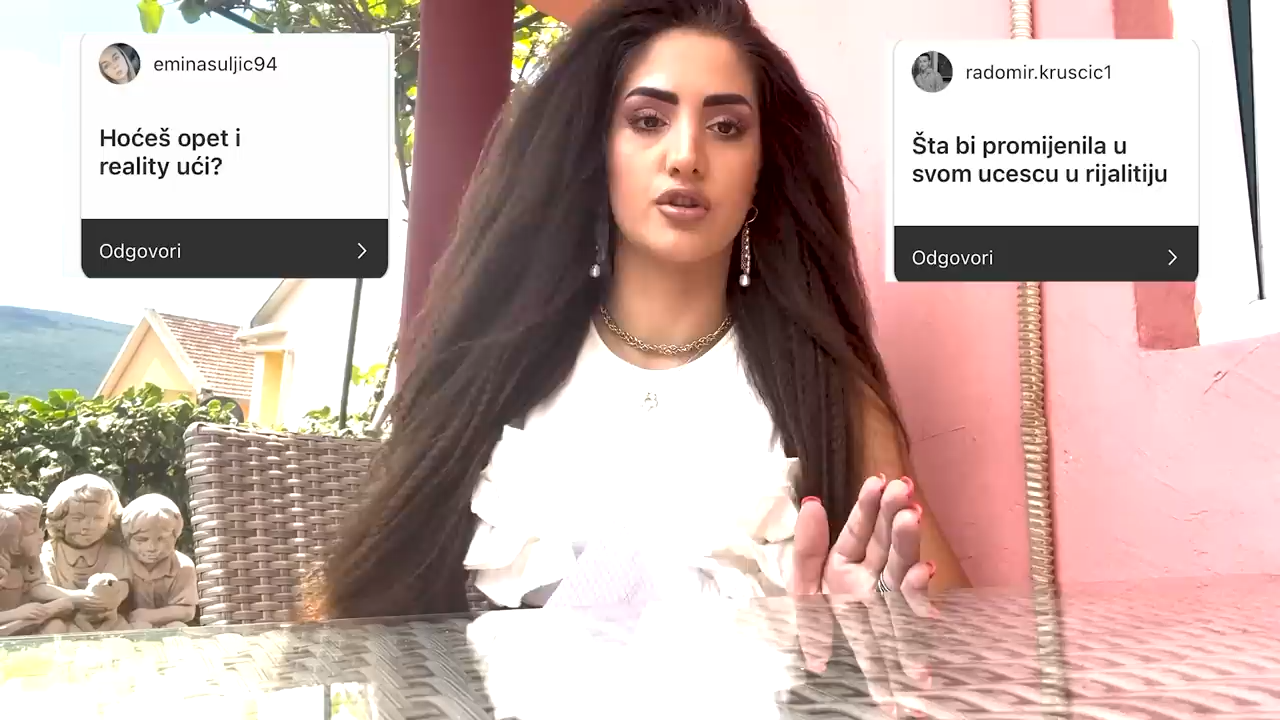 eminasuljic94
Hoćeš opet i
reality ući?
Odgovori
radomir.kruscic1
Šta bi promijenila u
svom ucescu u rijalitiju
Odgovori